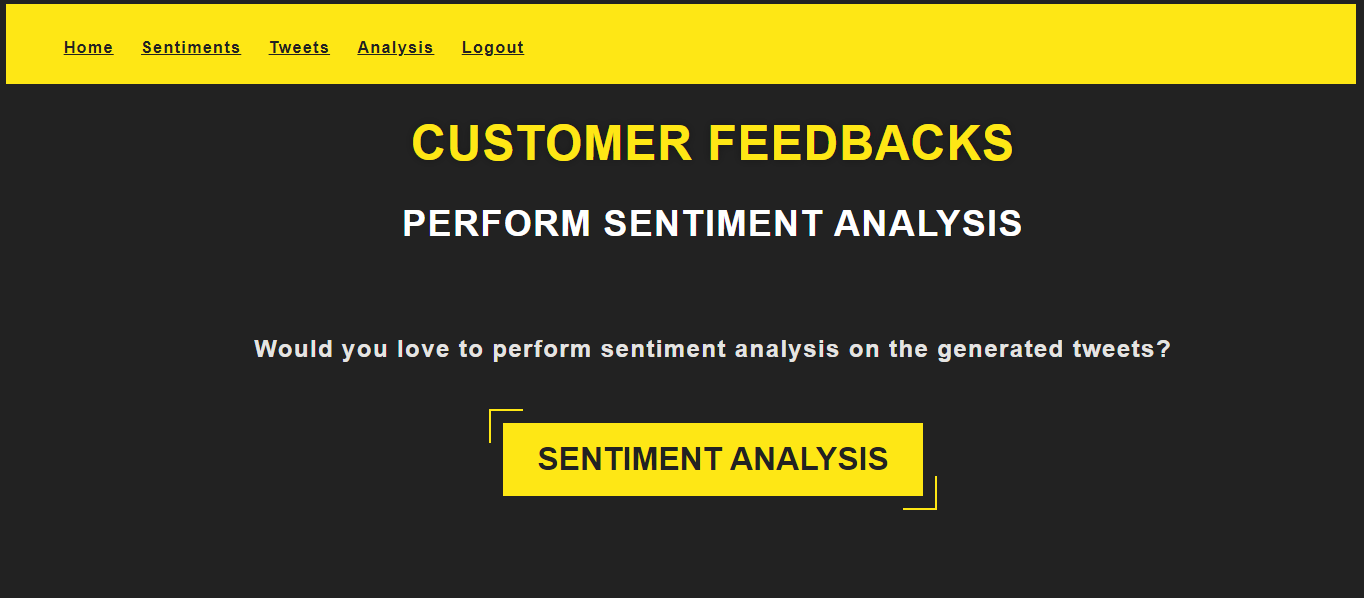 Home Sentiments Tweets Analysis Logout
CUSTOMER FEEDBACKS
PERFORM SENTIMENT ANALYSIS
Would you love to perform sentiment analysis on the generated tweets?
SENTIMENT ANALYSIS